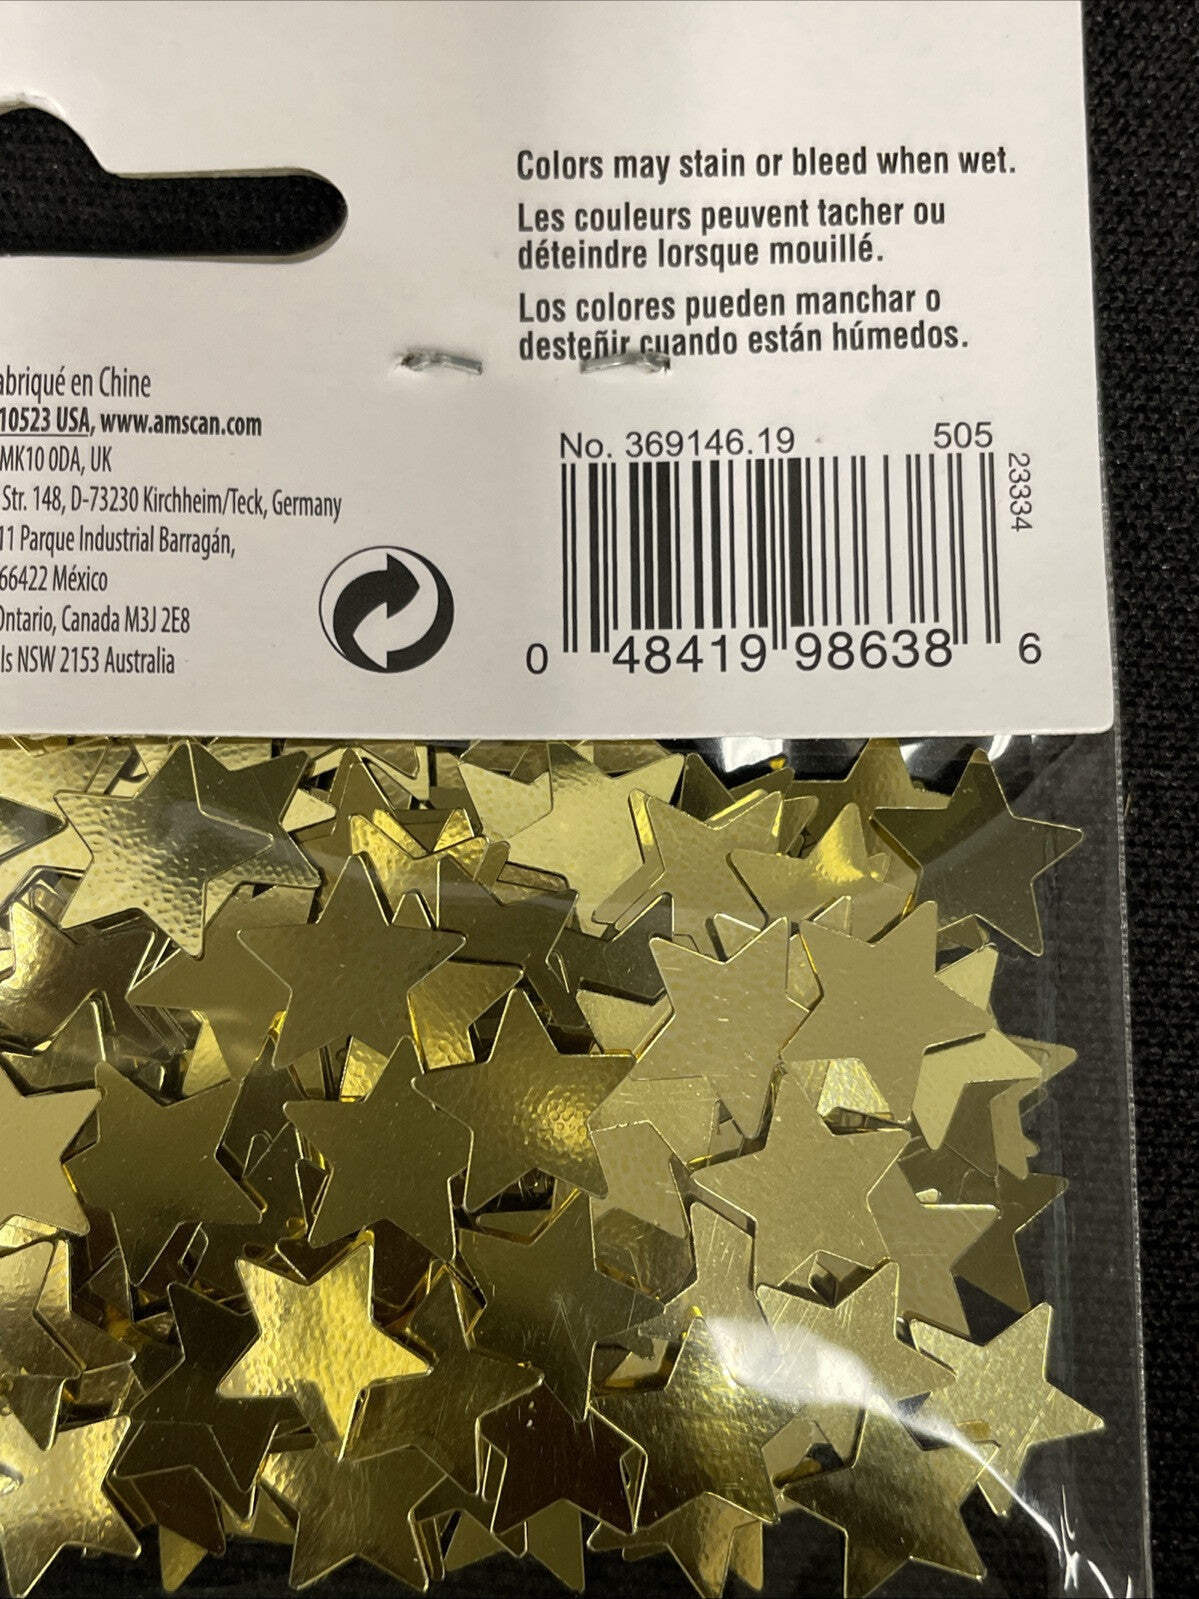 Colors may stain or bleed when wet.
Les couleurs peuvent tacher ou
déteindre lorsque mouillé.
Los colores pueden manchar o
desteñir cuando están húmedos.
abriqué en Chine
10523 USA, www.amscan.com
MK10 0DA, UK
Str. 148, D-73230 Kirchheim/Teck, Germany
11 Parque Industrial Barragán,
66422 México
Ontario, Canada M3J 2E8
ls NSW 2153 Australia
No. 369146.19 505
23334
0 48419 98638 6